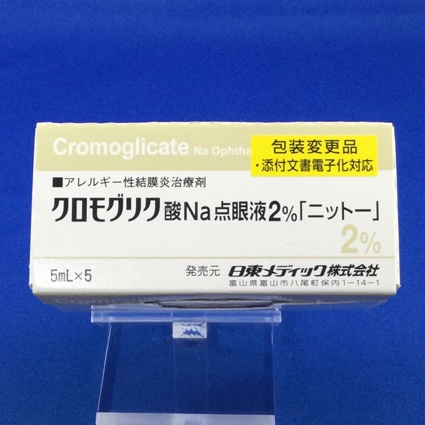 Cromoglicate Na Ophtha
包装変更品
・添付文書電子化対応
■アレルギー性結膜炎治療剤
クロモグリク酸Na点眼液2%「ニットー」
2%
5mL×5
発売元 日東メディック株式会社
富山県富山市八尾町保内1-14-1